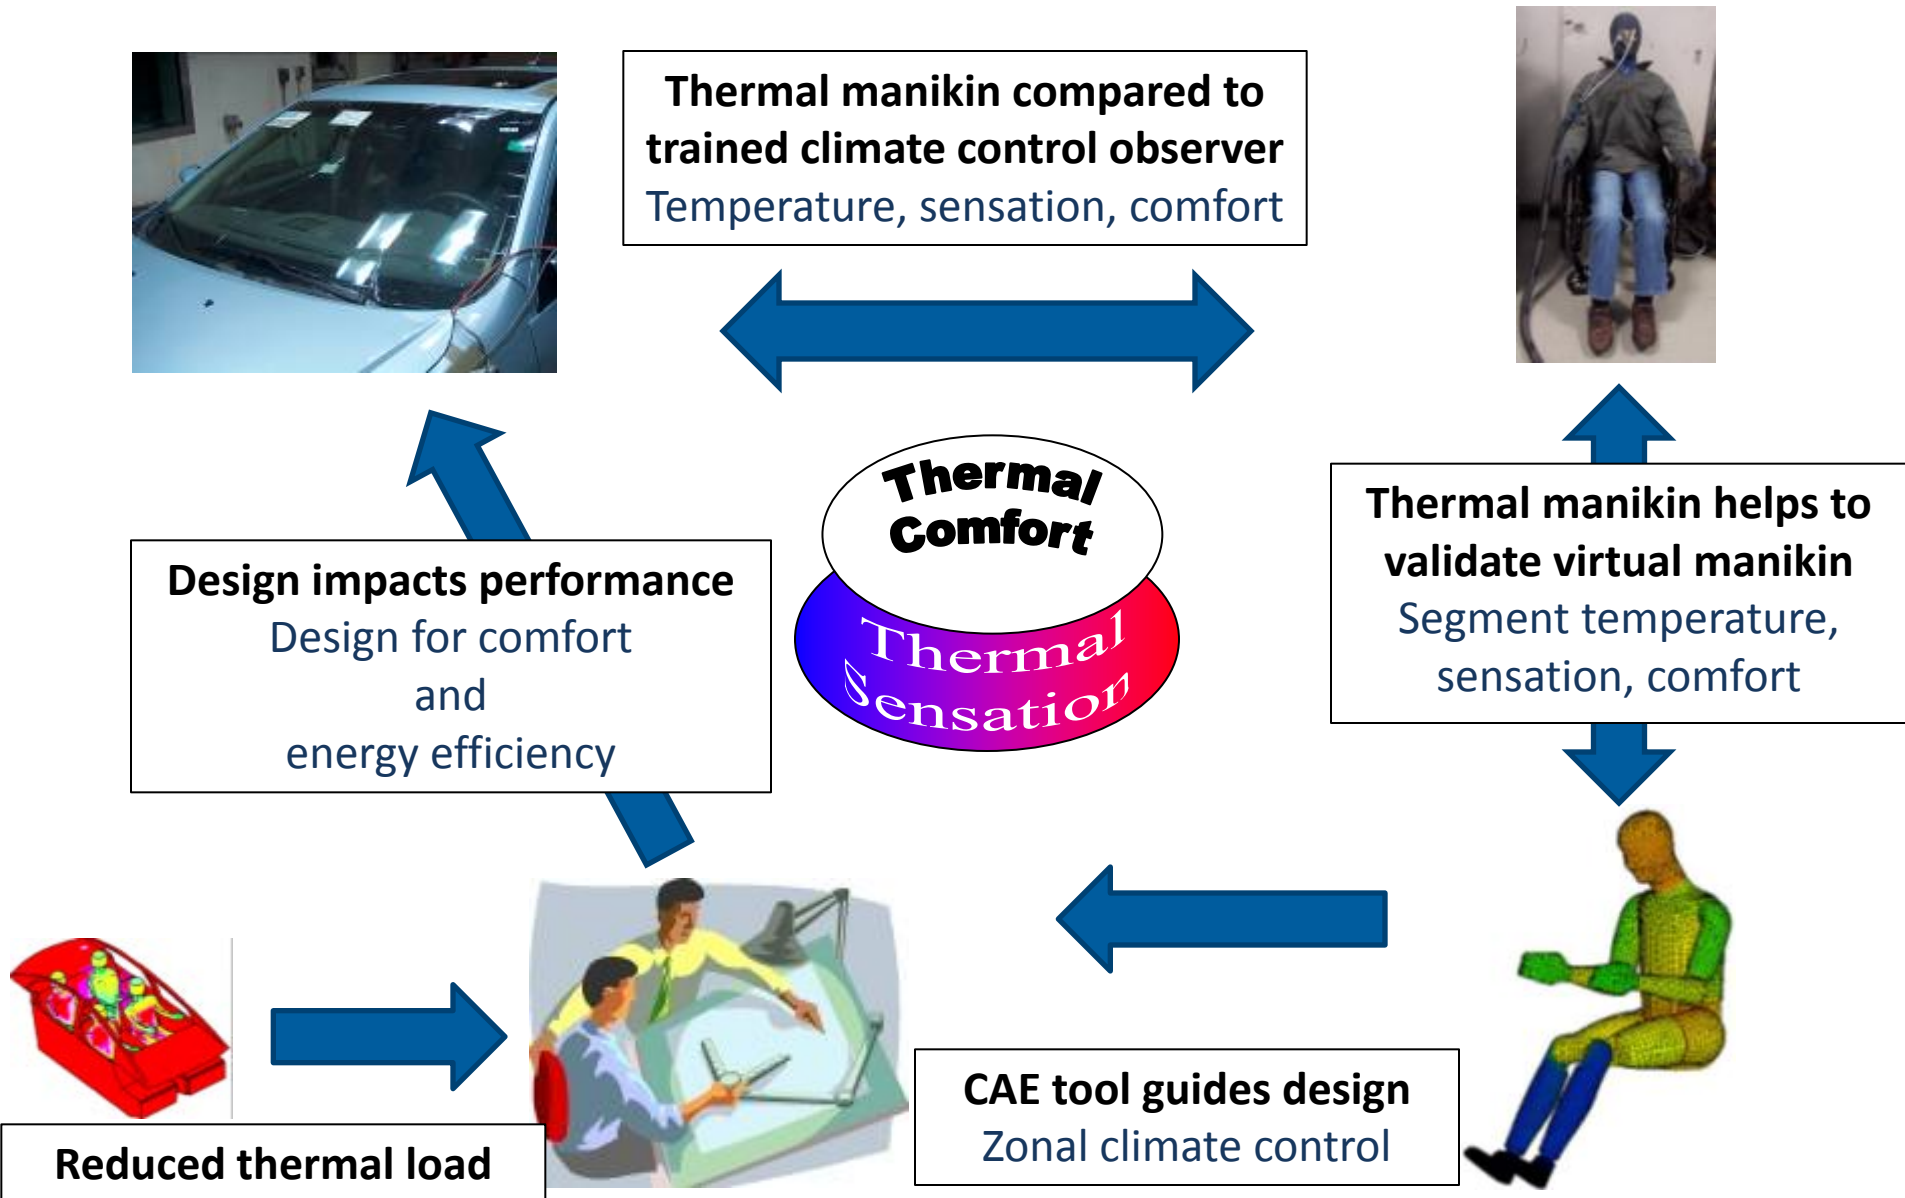 Thermal manikin compared to
trained climate control observer
Temperature, sensation, comfort
Thermal
Comfort
Thermal
Sensation
Thermal manikin helps to
validate virtual manikin
Segment temperature,
sensation, comfort
Design impacts performance
Design for comfort
and
energy efficiency
CAE tool guides design
Zonal climate control
Reduced thermal load